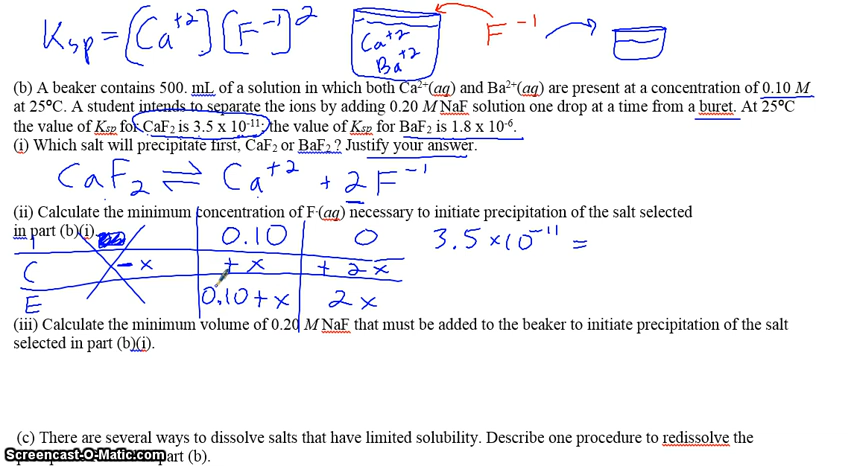 Ksp = [Ca+2] [F-1]2
Ca+2
Ba+2
F-1
(b) A beaker contains 500. mL of a solution in which both Ca2+(aq) and Ba2+(aq) are present at a concentration of 0.10 M
at 25°C. A student intends to separate the ions by adding 0.20 M NaF solution one drop at a time from a buret. At 25°C
the value of Ksp for CaF2 is 3.5 x 10-11; the value of Ksp for BaF2 is 1.8 x 10-6.
(i) Which salt will precipitate first, CaF2 or BaF2 ? Justify your answer.
CaF2 ⇌ Ca+2 + 2F-1
(ii) Calculate the minimum concentration of F-(aq) necessary to initiate precipitation of the salt selected
in part (b)(i).
I 0.10 0 3.5 × 10-11 =
C - x + x + 2x
E 0.10 + x 2x
(iii) Calculate the minimum volume of 0.20 M NaF that must be added to the beaker to initiate precipitation of the salt
selected in part (b)(i).
(c) There are several ways to dissolve salts that have limited solubility. Describe one procedure to redissolve the
art (b).
Screencast-O-Matic.com